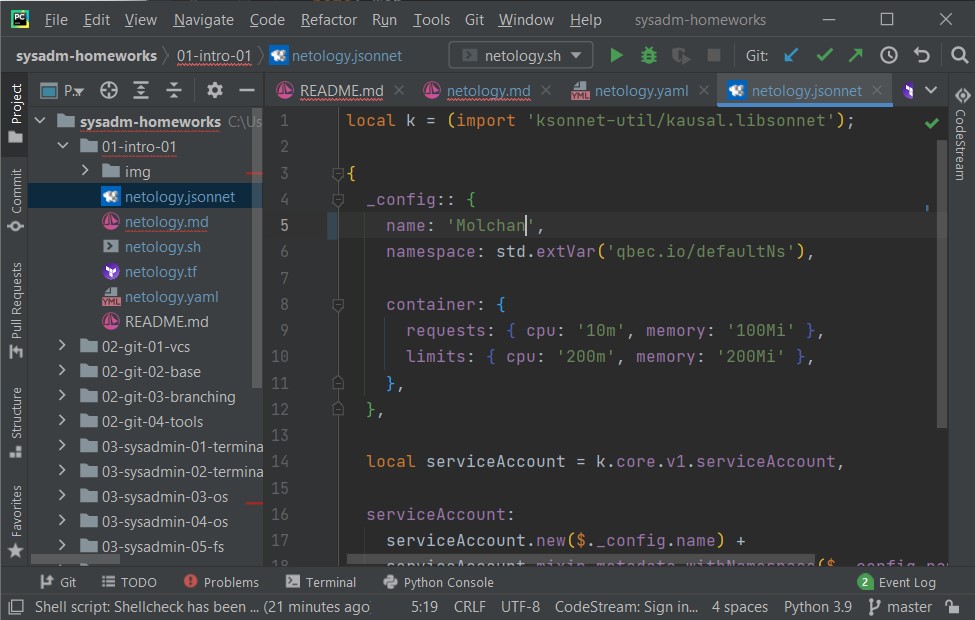 PC File Edit View Navigate Code Refactor Run Tools Git Window Help sysadm-homeworks
sysadm-homeworks 01-intro-01 netology.jsonnet netology.sh Git:
Project P.. README.md netology.md netology.yaml netology.jsonnet
sysadm-homeworks C:\Us
01-intro-01
img
netology.jsonnet
netology.md
netology.sh
netology.tf
YML netology.yaml
README.md
02-git-01-vcs
02-git-02-base
02-git-03-branching
02-git-04-tools
03-sysadmin-01-termina
03-sysadmin-02-termina
03-sysadmin-03-os
03-sysadmin-04-os
03-sysadmin-05-fs
Commit
Pull Requests
Structure
Favorites
1 local k = (import 'ksonnet-util/kausal.libsonnet');
2
3 {
4 _config:: {
5 name: 'Molchan',
6 namespace: std.extVar('qbec.io/defaultNs'),
7
8 container: {
9 requests: { cpu: '10m', memory: '100Mi' },
10 limits: { cpu: '200m', memory: '200Mi' },
11 },
12 },
13
14 local serviceAccount = k.core.v1.serviceAccount,
15
16 serviceAccount:
17 serviceAccount.new($._config.name) +
18 serviceAccount.mixin.metadata.withNamespace($._config.na
CodeStream
Git TODO Problems Terminal Python Console 2 Event Log
Shell script: Shellcheck has been ... (21 minutes ago) 5:19 CRLF UTF-8 CodeStream: Sign in... 4 spaces Python 3.9 master